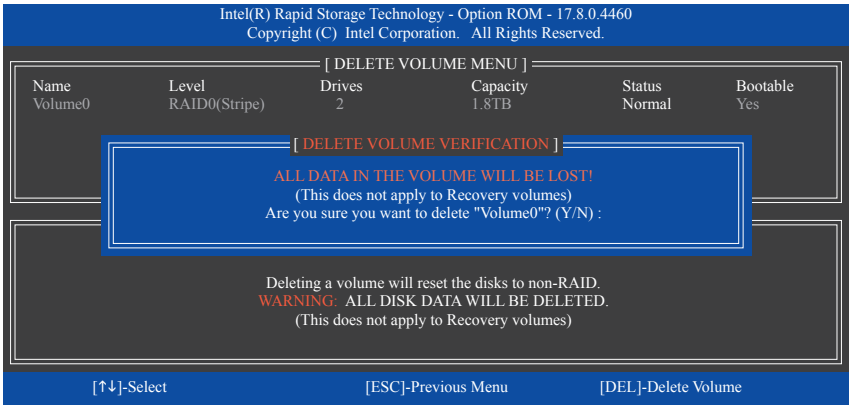 Intel(R) Rapid Storage Technology - Option ROM - 17.8.0.4460
Copyright (C) Intel Corporation. All Rights Reserved.
[ DELETE VOLUME MENU ]
Name Level Drives Capacity Status Bootable
Volume0 RAID0(Stripe) 2 1.8TB Normal Yes
[ DELETE VOLUME VERIFICATION ]
ALL DATA IN THE VOLUME WILL BE LOST!
(This does not apply to Recovery volumes)
Are you sure you want to delete "Volume0"? (Y/N) :
Deleting a volume will reset the disks to non-RAID.
WARNING: ALL DISK DATA WILL BE DELETED.
(This does not apply to Recovery volumes)
[↑↓]-Select [ESC]-Previous Menu [DEL]-Delete Volume